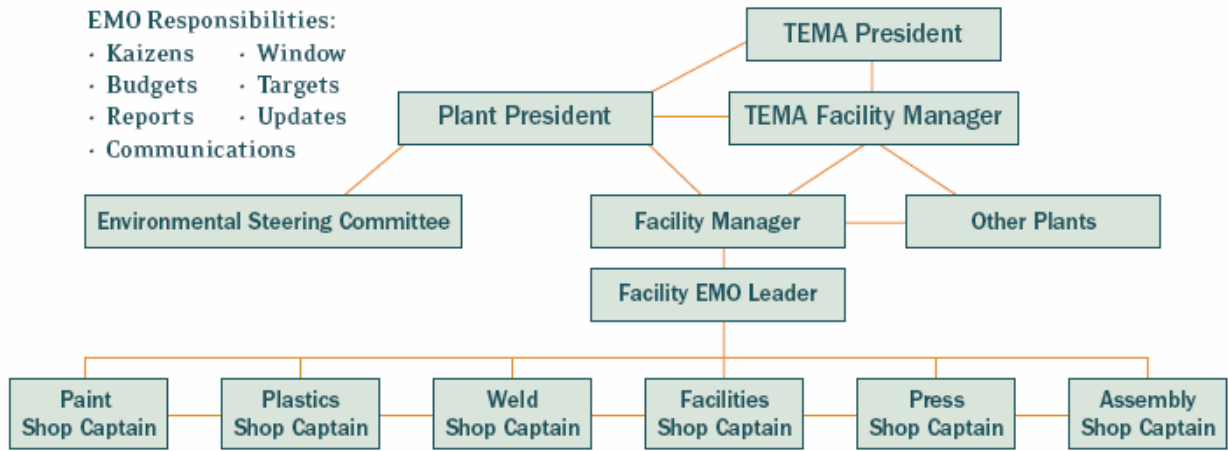 EMO Responsibilities:
· Kaizens · Window
· Budgets · Targets
· Reports · Updates
· Communications
TEMA President
Plant President
TEMA Facility Manager
Environmental Steering Committee
Facility Manager
Other Plants
Facility EMO Leader
Paint
Shop Captain
Plastics
Shop Captain
Weld
Shop Captain
Facilities
Shop Captain
Press
Shop Captain
Assembly
Shop Captain